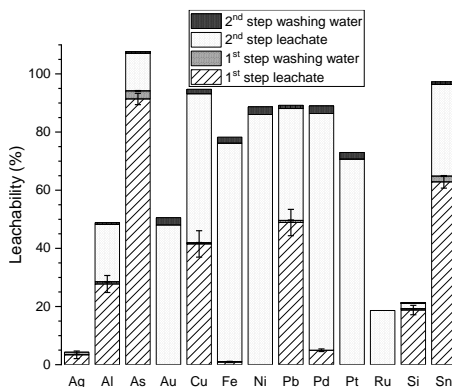 2nd step washing water
2nd step leachate
1st step washing water
1st step leachate
Leachability (%)
100
80
60
40
20
0
Ag Al As Au Cu Fe Ni Pb Pd Pt Ru Si Sn